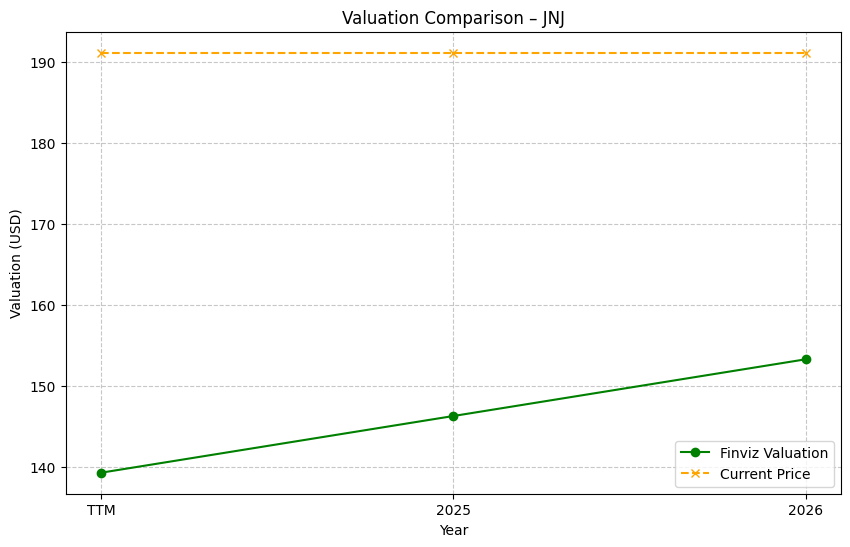 Valuation Comparison – JNJ
Valuation (USD)
190
180
170
160
150
140
TTM
2025
2026
Year
Finviz Valuation
Current Price